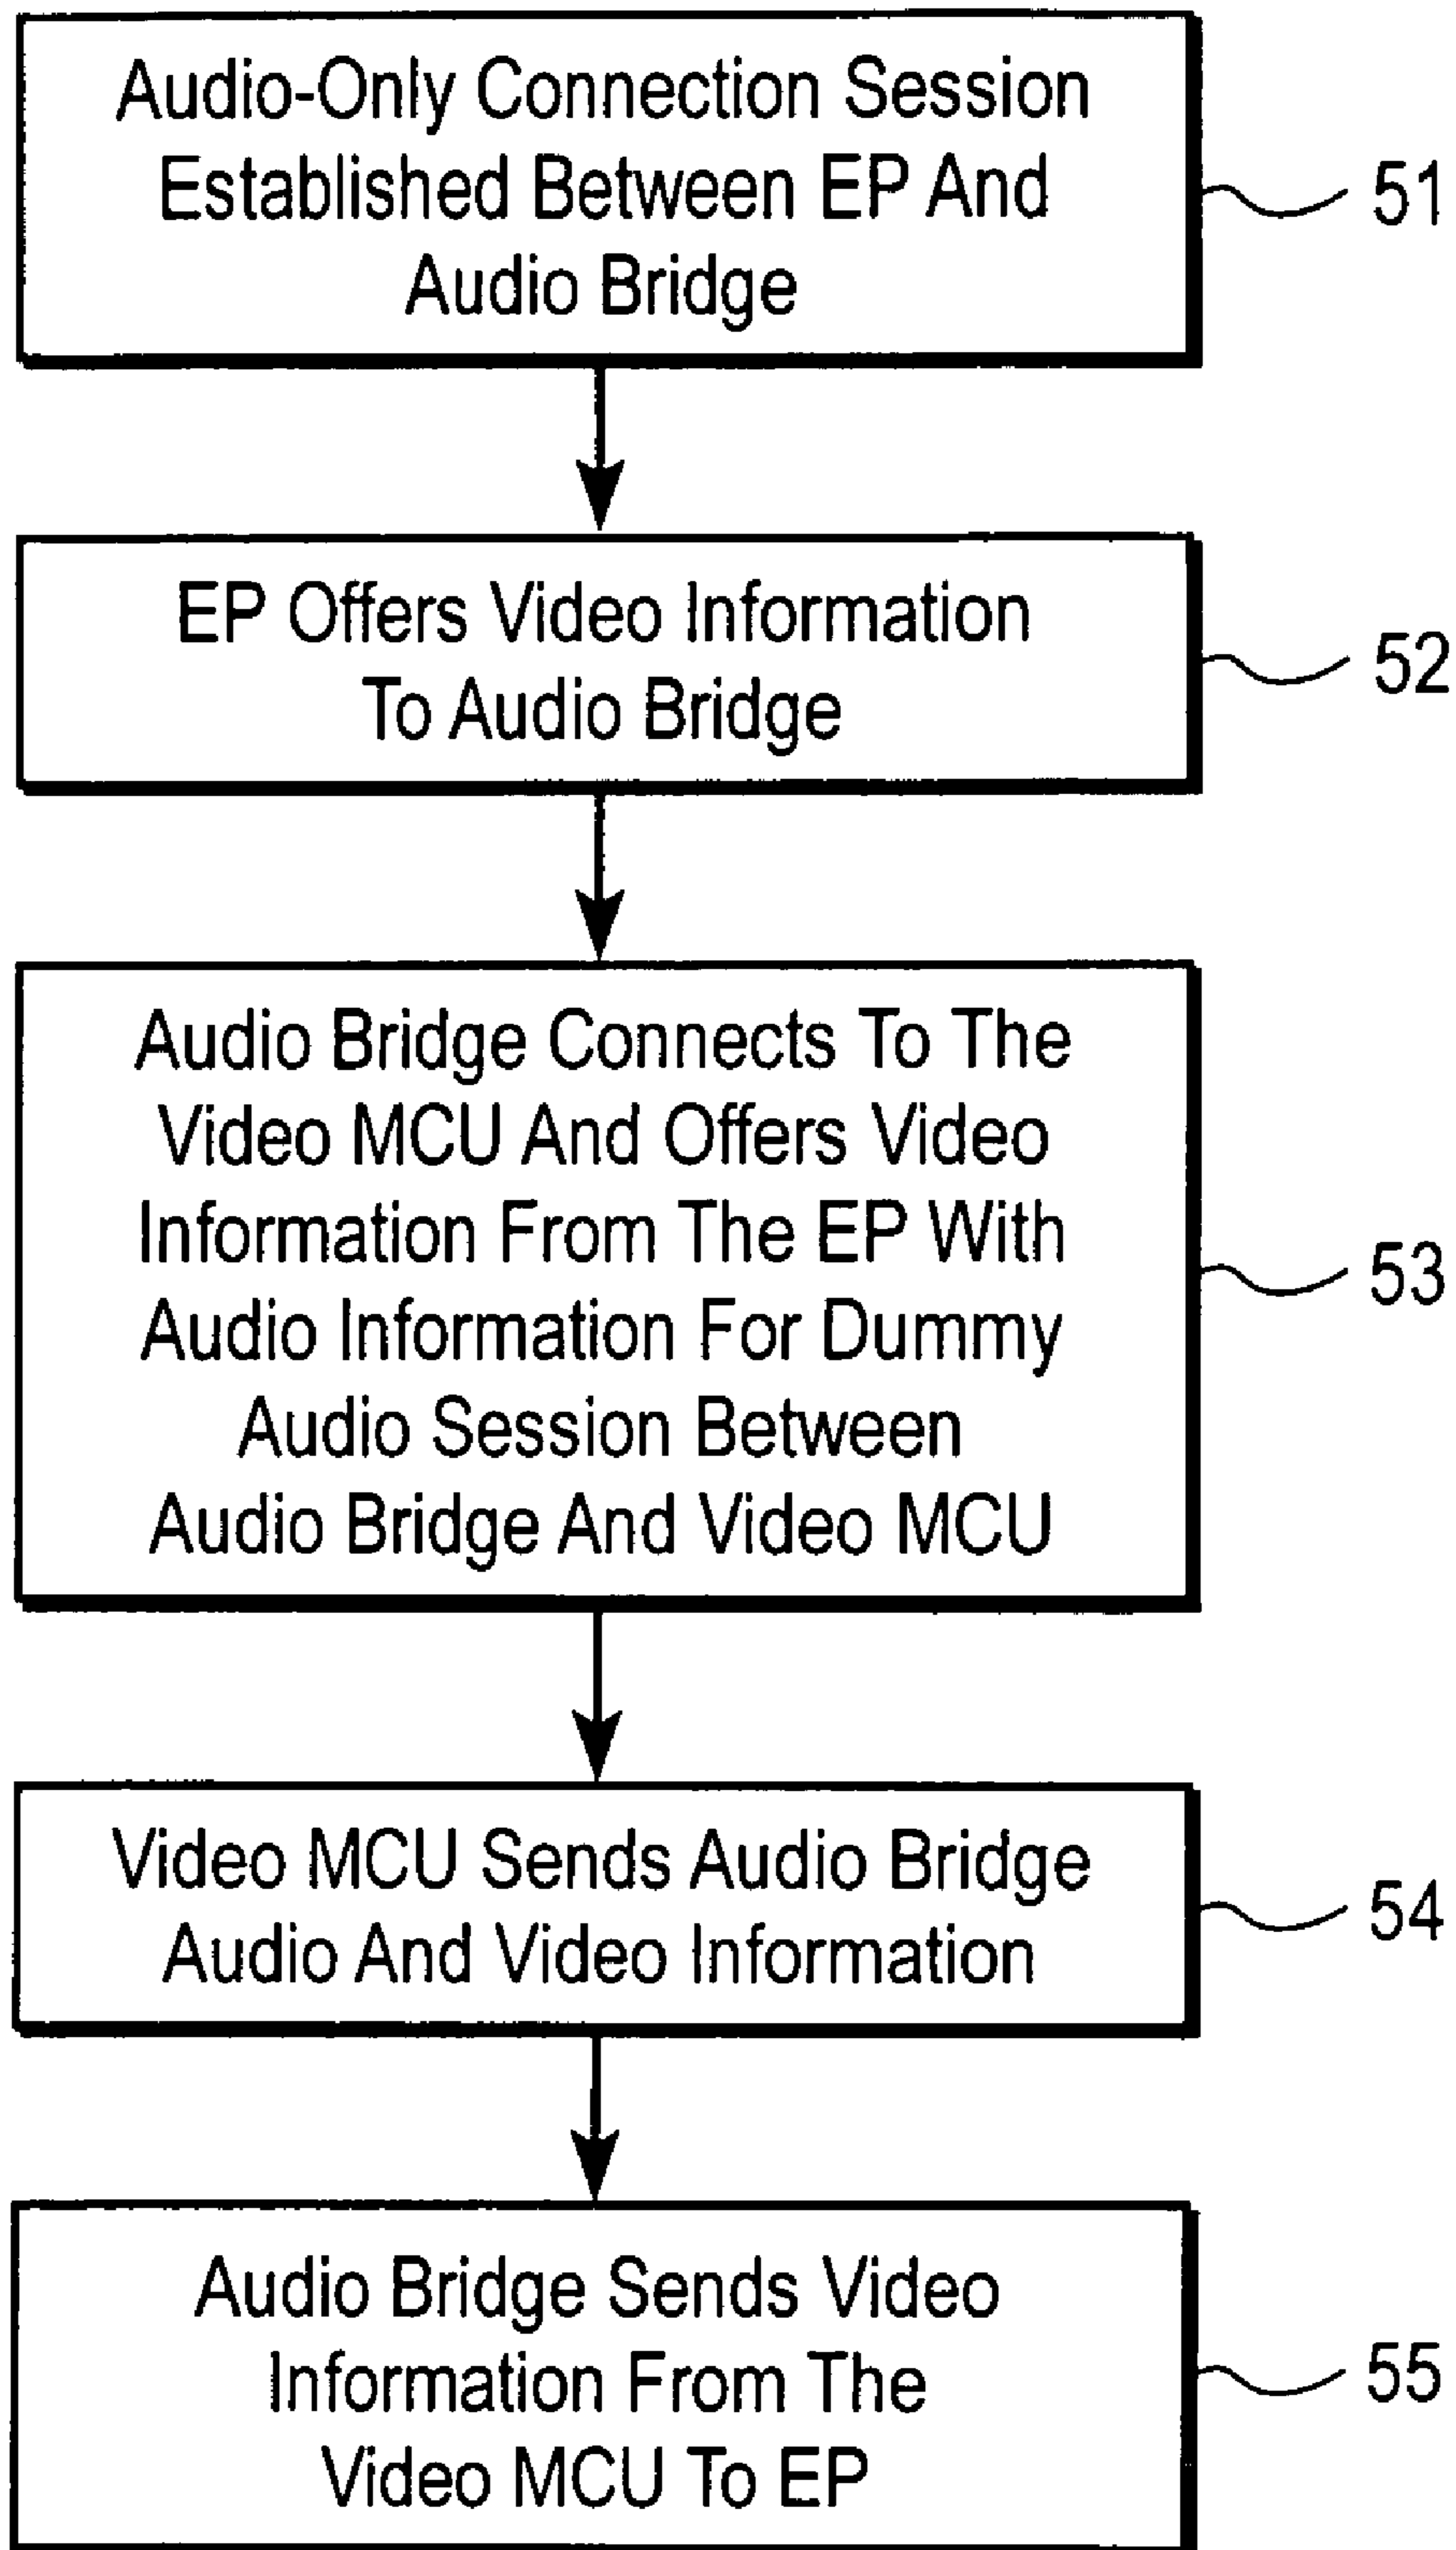 Audio-Only Connection Session
Established Between EP And
Audio Bridge
51
EP Offers Video Information
To Audio Bridge
52
Audio Bridge Connects To The
Video MCU And Offers Video
Information From The EP With
Audio Information For Dummy
Audio Session Between
Audio Bridge And Video MCU
53
Video MCU Sends Audio Bridge
Audio And Video Information
54
Audio Bridge Sends Video
Information From The
Video MCU To EP
55